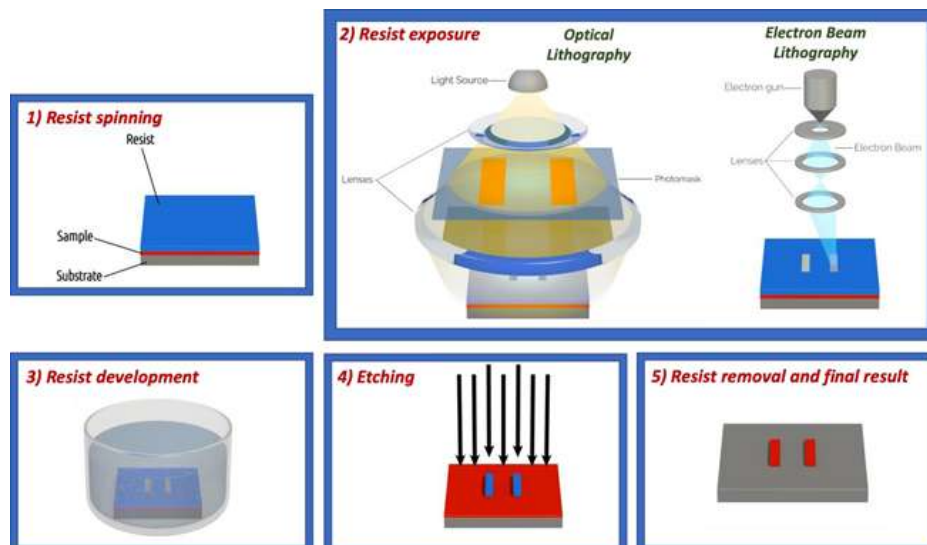 1) Resist spinning
Resist
Sample
Substrate
2) Resist exposure
Optical
Lithography
Light Source
Lenses
Photomask
Electron Beam
Lithography
Electron gun
Electron Beam
Lenses
3) Resist development
4) Etching
5) Resist removal and final result